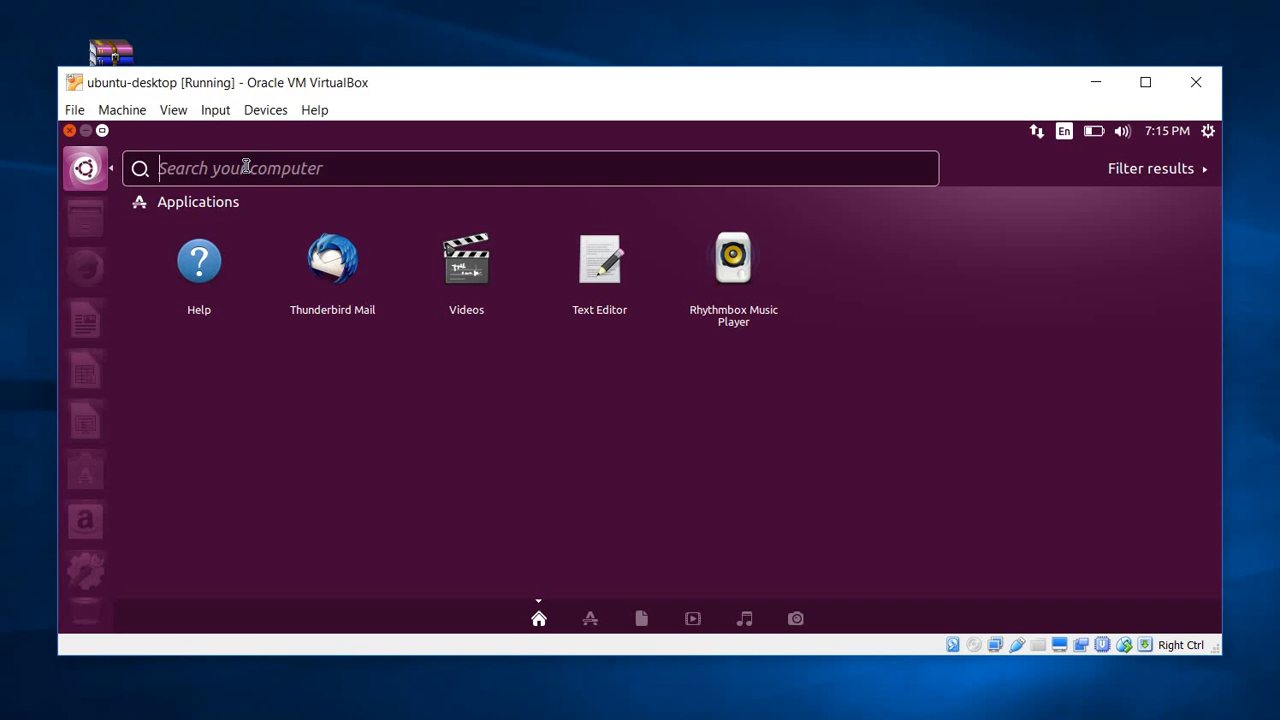 ubuntu-desktop [Running] - Oracle VM VirtualBox
File Machine View Input Devices Help
En 7:15 PM
Search your computer
Filter results
Applications
Help
Thunderbird Mail
Videos
Text Editor
Rhythmbox Music
Player
Right Ctrl